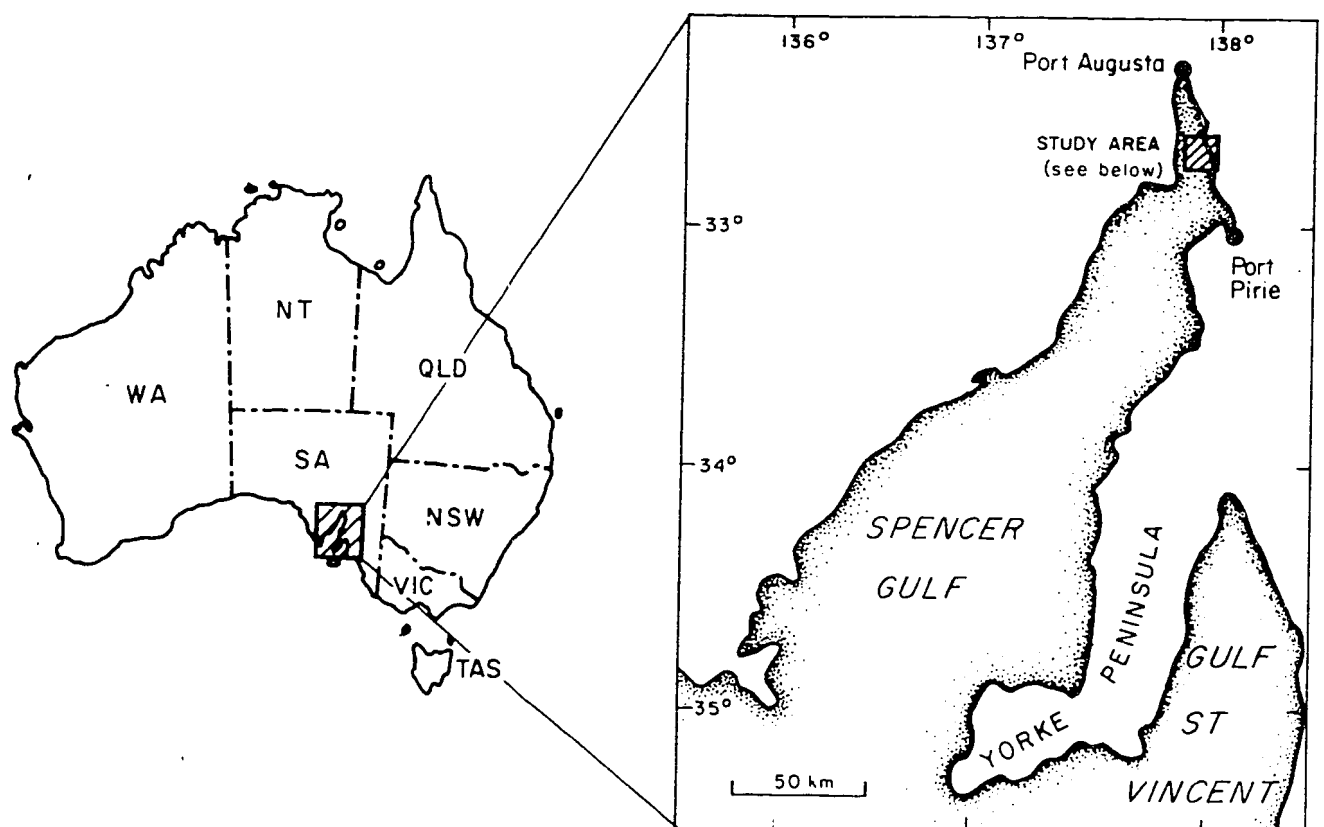 WA
NT
SA
QLD
NSW
VIC
TAS
136°
137°
138°
Port Augusta
STUDY AREA
(see below)
33°
Port
Pirie
34°
SPENCER
GULF
PENINSULA
GULF
35°
YORKE
ST
50 km
VINCENT